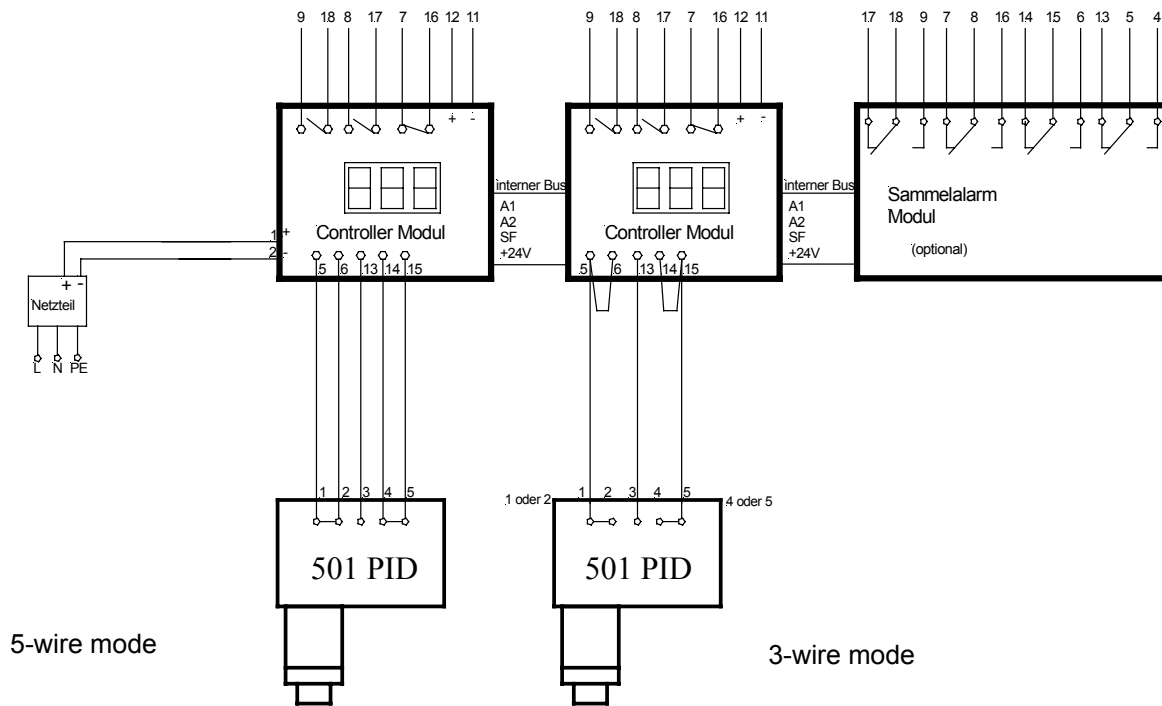 9 18 8 17 7 16 12 11
9 18 8 17 7 16 12 11
17 18 9 7 8 16 14 15 6 13 5 4
+ -
+ -
interner Bus
interner Bus
A1
A2
SF
+24V
A1
A2
SF
+24V
Controller Modul
Controller Modul
Sammelalarm
Modul
(optional)
1 +
2 -
5 6 13 14 15
5 6 13 14 15
+ -
Netzteil
L N PE
1 2 3 4 5
1 oder 2
1 2 3 4 5
4 oder 5
501 PID
501 PID
5-wire mode
3-wire mode